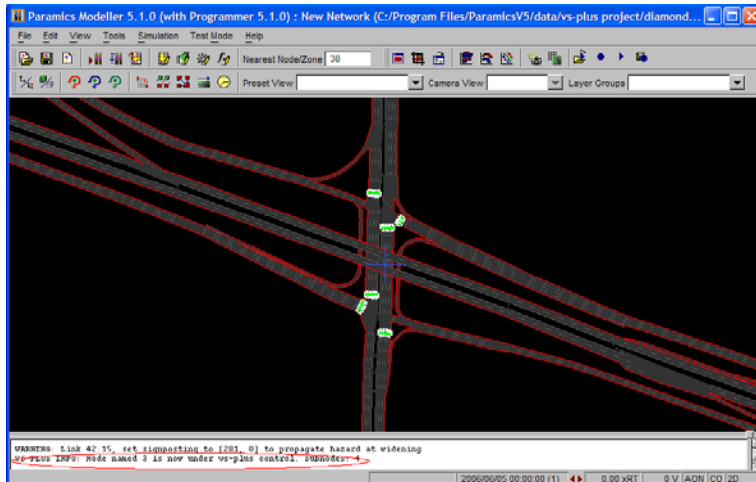 Paramics Modeller 5.1.0 (with Programmer 5.1.0) : New Network (C:/Program Files/ParamicsV5/data/vs-plus project/diamond...
File Edit View Tools Simulation Test Mode Help
Nearest Node/Zone 38
Preset View Camera View Layer Groups
WARNING: Link 42:15, set signposting to [281, 0] to propagate hazard at widening
VS-PLUS INFO: Node named 3 is now under vs-plus control. Subnodes: 4
2006/06/05 00:00:00 (1) 0.00 xRT 0 V AON CO 2D